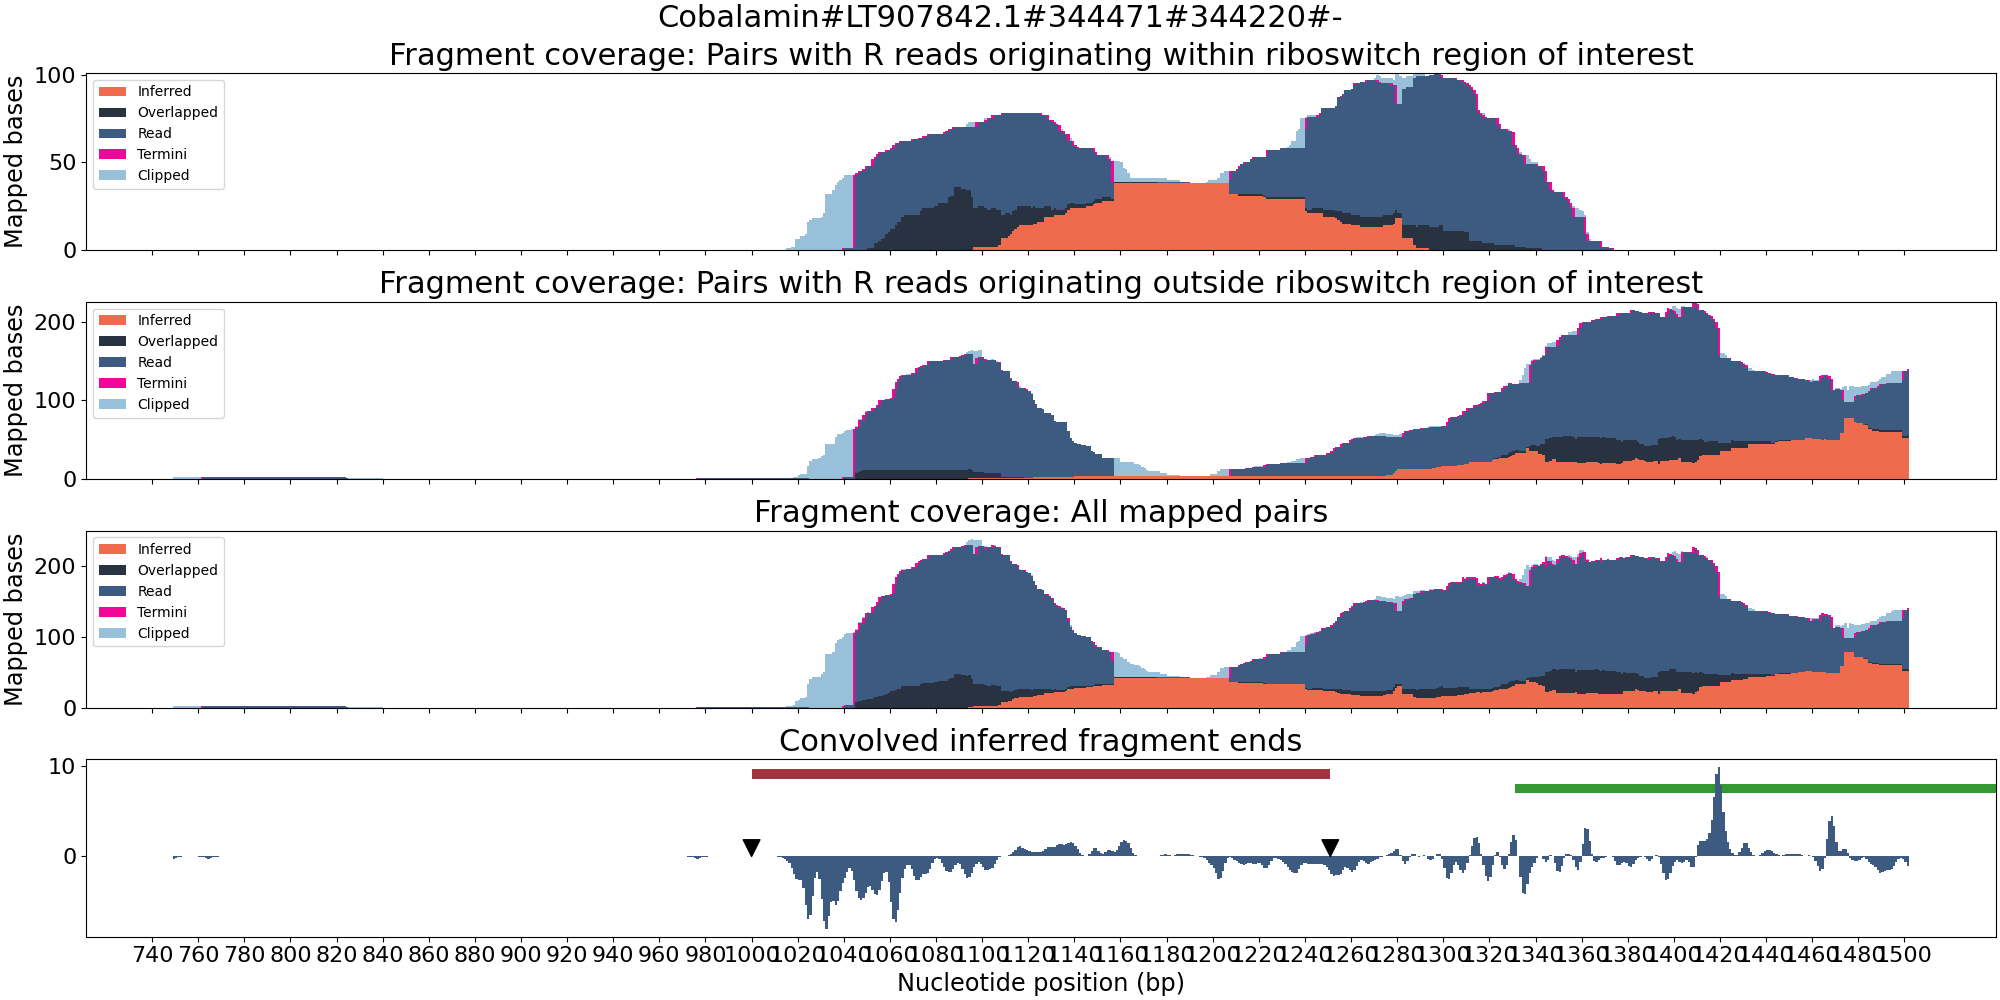 Cobalamin#LT907842.1#344471#344220#-
Fragment coverage: Pairs with R reads originating within riboswitch region of interest
Mapped bases
100
50
0
Inferred
Overlapped
Read
Termini
Clipped
Fragment coverage: Pairs with R reads originating outside riboswitch region of interest
Mapped bases
200
100
0
Inferred
Overlapped
Read
Termini
Clipped
Fragment coverage: All mapped pairs
Mapped bases
200
100
0
Inferred
Overlapped
Read
Termini
Clipped
Convolved inferred fragment ends
10
0
740 760 780 800 820 840 860 880 900 920 940 960 980 1000 1020 1040 1060 1080 1100 1120 1140 1160 1180 1200 1220 1240 1260 1280 1300 1320 1340 1360 1380 1400 1420 1440 1460 1480 1500
Nucleotide position (bp)